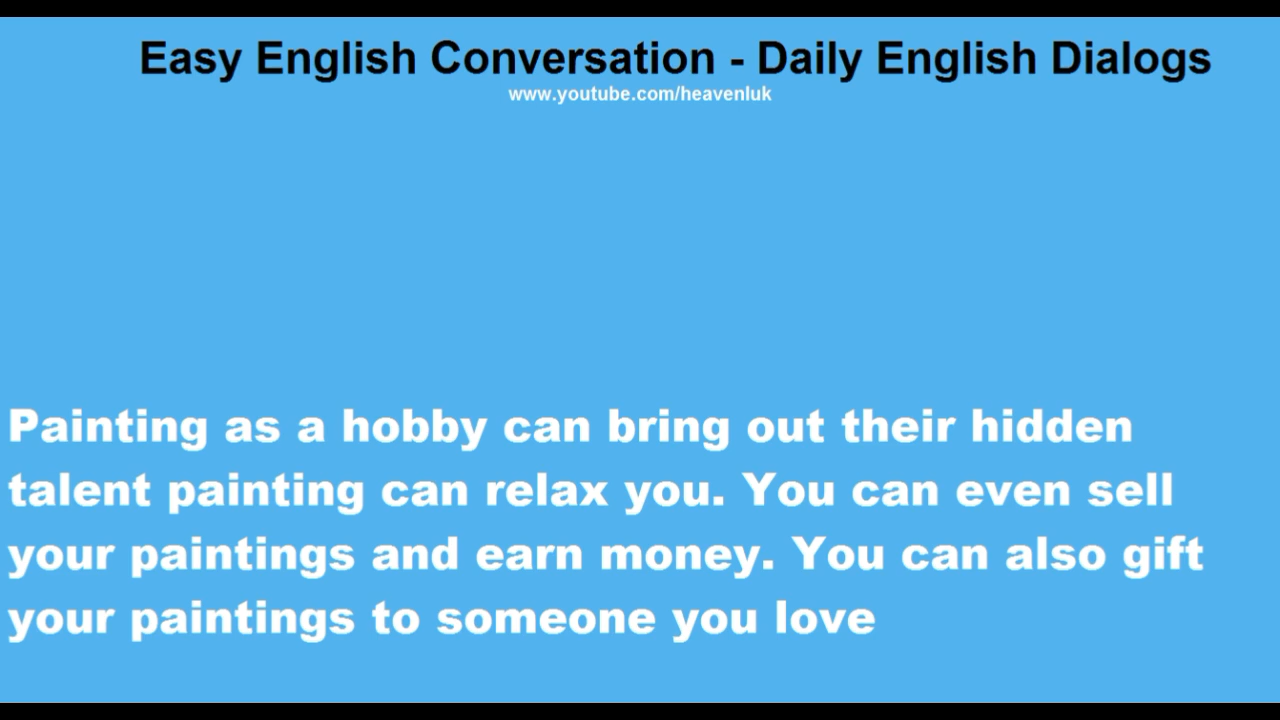 Easy English Conversation - Daily English Dialogs
www.youtube.com/heavenluk
Painting as a hobby can bring out their hidden
talent painting can relax you. You can even sell
your paintings and earn money. You can also gift
your paintings to someone you love